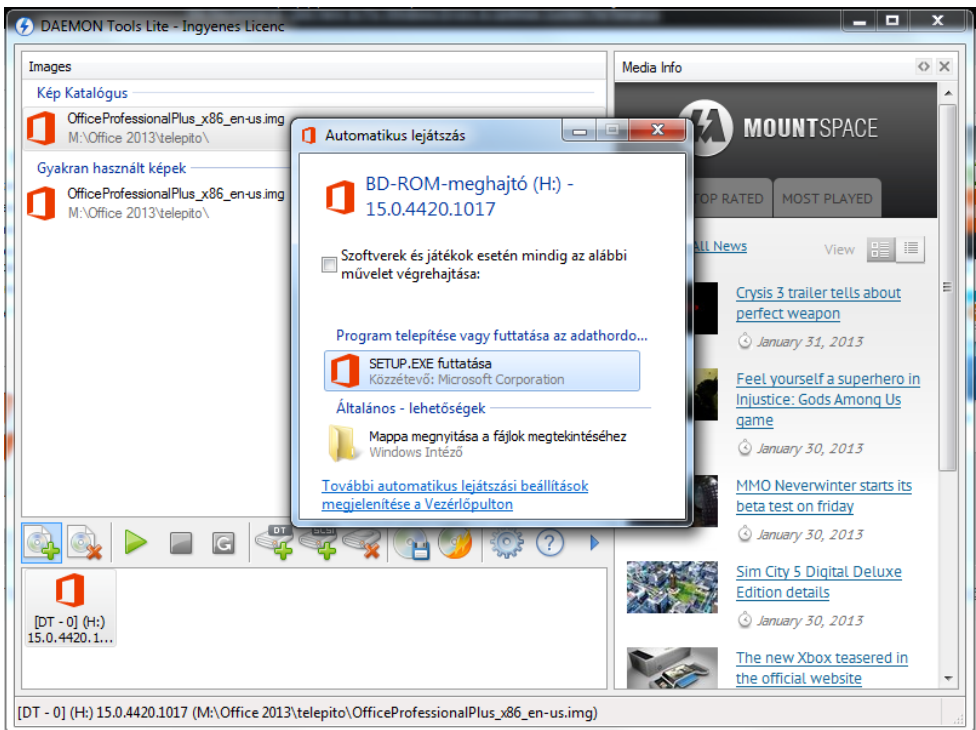 DAEMON Tools Lite - Ingyenes Licenc
Images
Kép Katalógus
OfficeProfessionalPlus_x86_en-us.img
M:\Office 2013\telepito\
Gyakran használt képek
OfficeProfessionalPlus_x86_en-us.img
M:\Office 2013\telepito\
Automatikus lejátszás
BD-ROM-meghajtó (H:) -
15.0.4420.1017
Szoftverek és játékok esetén mindig az alábbi
művelet végrehajtása:
Program telepítése vagy futtatása az adathordo...
SETUP.EXE futtatása
Közzétevő: Microsoft Corporation
Általános - lehetőségek
Mappa megnyitása a fájlok megtekintéséhez
Windows Intéző
További automatikus lejátszási beállítások
megjelenítése a Vezérlőpulton
Media Info
MOUNTSPACE
TOP RATED
MOST PLAYED
All News
View
Crysis 3 trailer tells about
perfect weapon
January 31, 2013
Feel yourself a superhero in
Injustice: Gods Among Us
game
January 30, 2013
MMO Neverwinter starts its
beta test on friday
January 30, 2013
Sim City 5 Digital Deluxe
Edition details
January 30, 2013
The new Xbox teasered in
the official website
DT
SCSI
[DT - 0] (H:)
15.0.4420.1...
[DT - 0] (H:) 15.0.4420.1017 (M:\Office 2013\telepito\OfficeProfessionalPlus_x86_en-us.img)